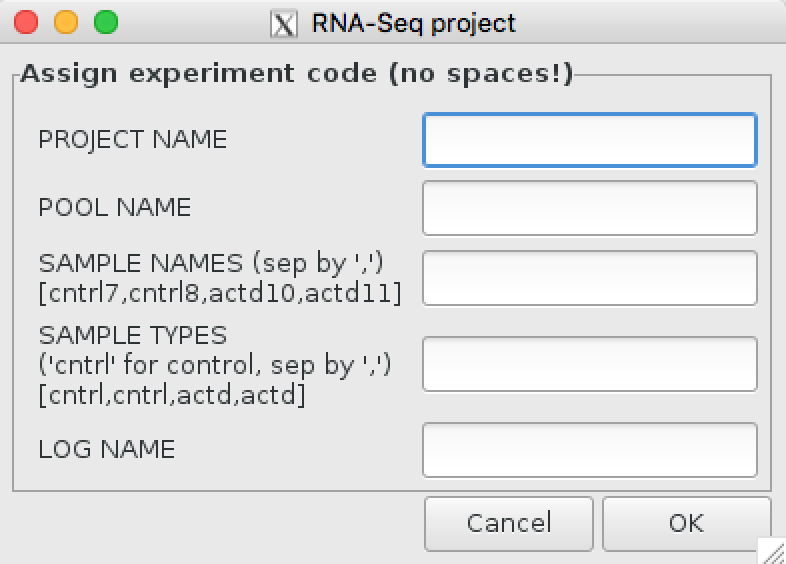 RNA-Seq project
Assign experiment code (no spaces!)
PROJECT NAME
POOL NAME
SAMPLE NAMES (sep by ',')
[cntrl7,cntrl8,actd10,actd11]
SAMPLE TYPES
('cntrl' for control, sep by ',')
[cntrl,cntrl,actd,actd]
LOG NAME
Cancel
OK